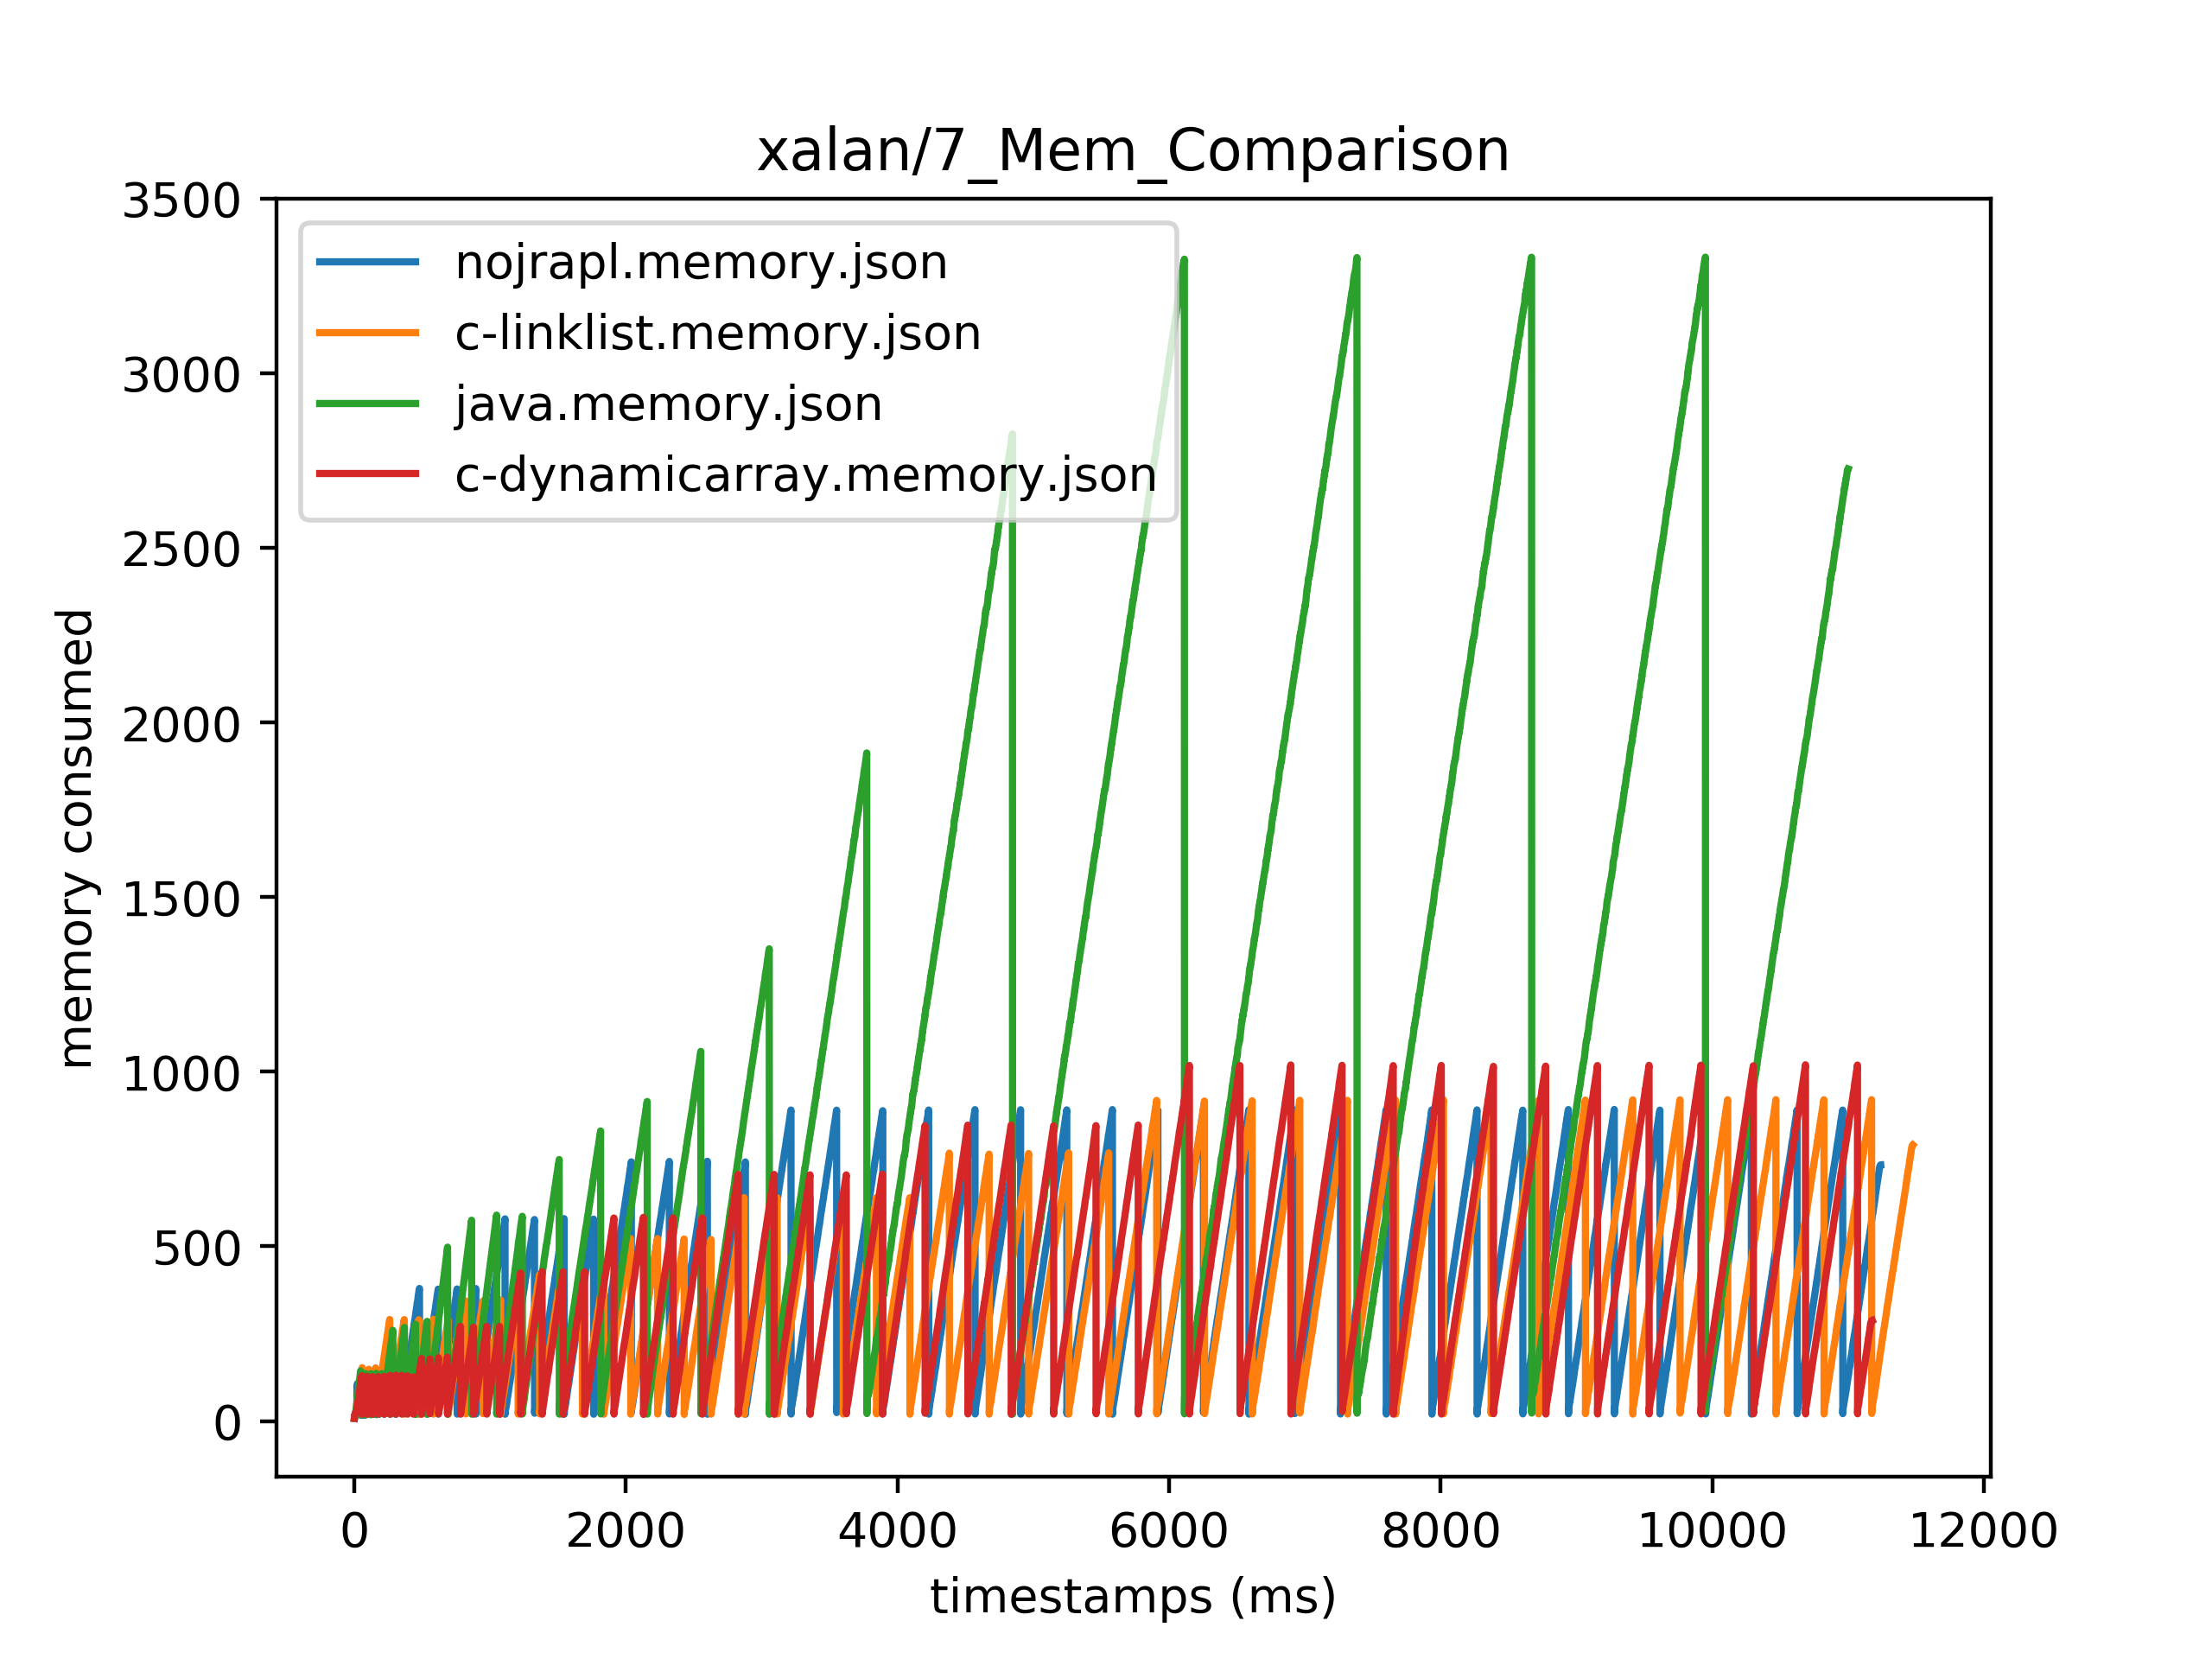 xalan/7_Mem_Comparison
3500
3000
2500
2000
1500
1000
500
0
memory consumed
nojrapl.memory.json
c-linklist.memory.json
java.memory.json
c-dynamicarray.memory.json
0 2000 4000 6000 8000 10000 12000
timestamps (ms)